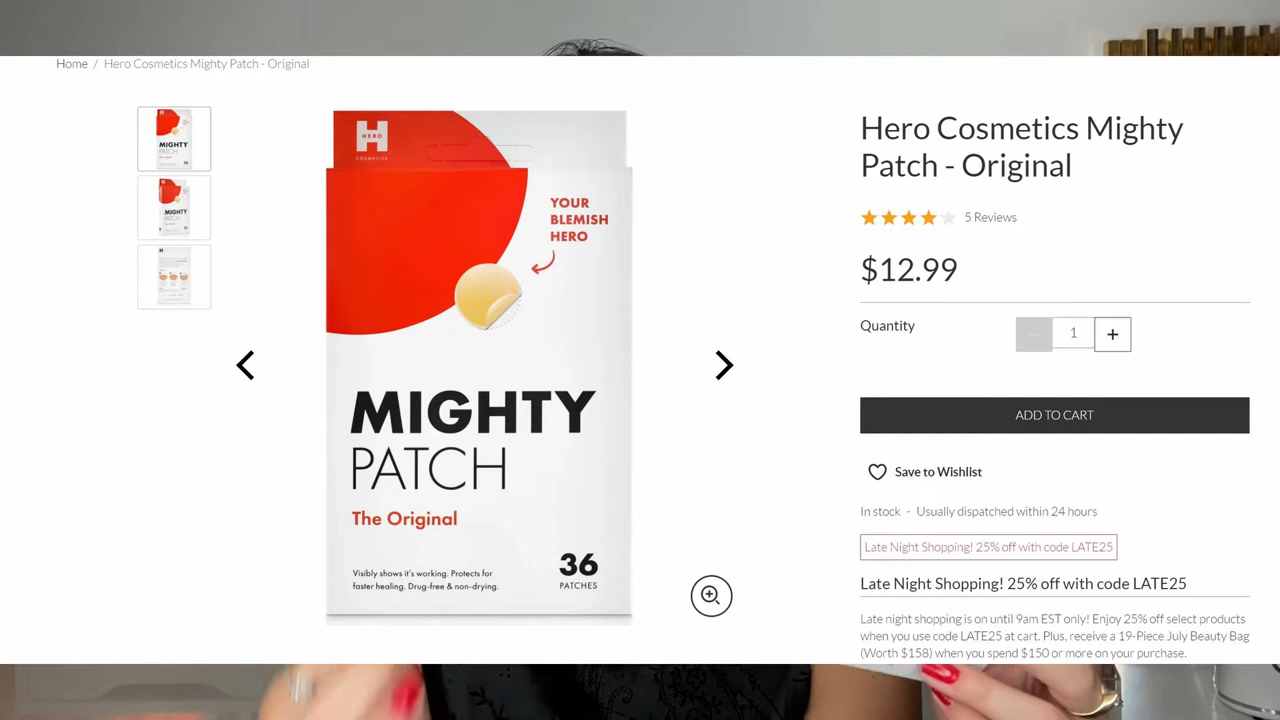 Home / Hero Cosmetics Mighty Patch - Original
H
MIGHTY
PATCH
MIGHTY
PATCH
H
HERO
COSMETICS
YOUR
BLEMISH
HERO
MIGHTY
PATCH
The Original
Visibly shows it's working. Protects for
faster healing. Drug-free & non-drying.
36
PATCHES
Hero Cosmetics Mighty
Patch - Original
5 Reviews
$12.99
Quantity
1
+
ADD TO CART
Save to Wishlist
In stock - Usually dispatched within 24 hours
Late Night Shopping! 25% off with code LATE25
Late Night Shopping! 25% off with code LATE25
Late night shopping is on until 9am EST only! Enjoy 25% off select products
when you use code LATE25 at cart. Plus, receive a 19-Piece July Beauty Bag
(Worth $158) when you spend $150 or more on your purchase.